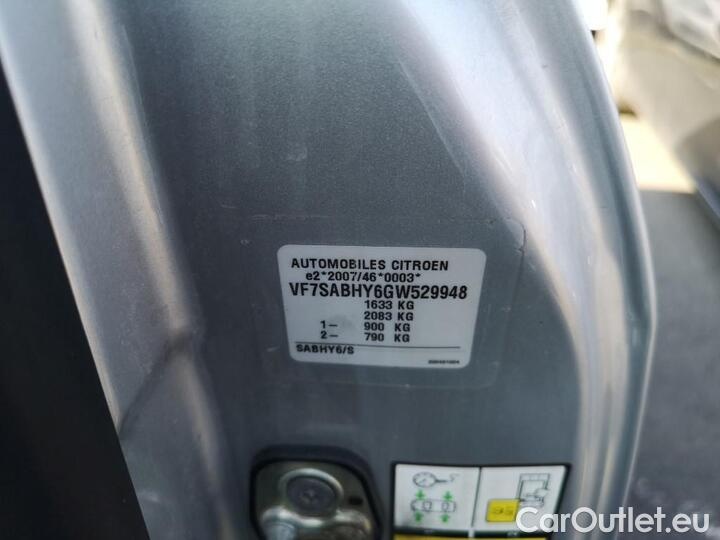 AUTOMOBILES CITROEN
e2*2007/46*0003*
VF7SABHY6GW529948
1633 KG
2083 KG
1- 900 KG
2- 790 KG
SABHY6/S
CarOutlet.eu